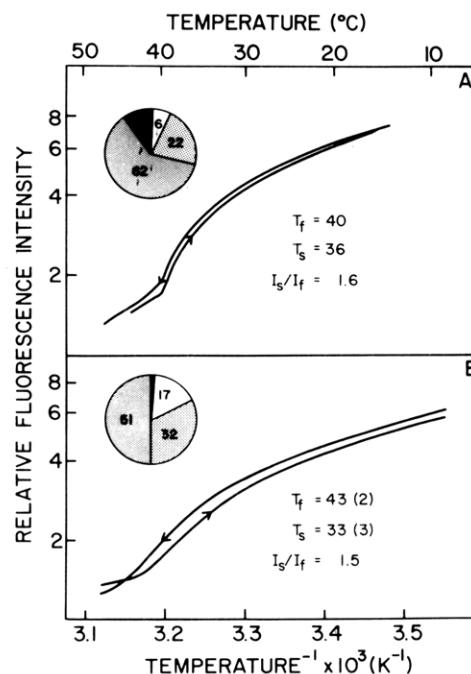 TEMPERATURE (°C)
50 40 30 20 10
A
8
6
4
2
6
22
62
T_f = 40
T_s = 36
I_s/I_f = 1.6
RELATIVE FLUORESCENCE INTENSITY
B
8
6
4
2
17
51
32
T_f = 43 (2)
T_s = 33 (3)
I_s/I_f = 1.5
3.1 3.2 3.3 3.4 3.5
TEMPERATURE⁻¹ x 10³ (K⁻¹)